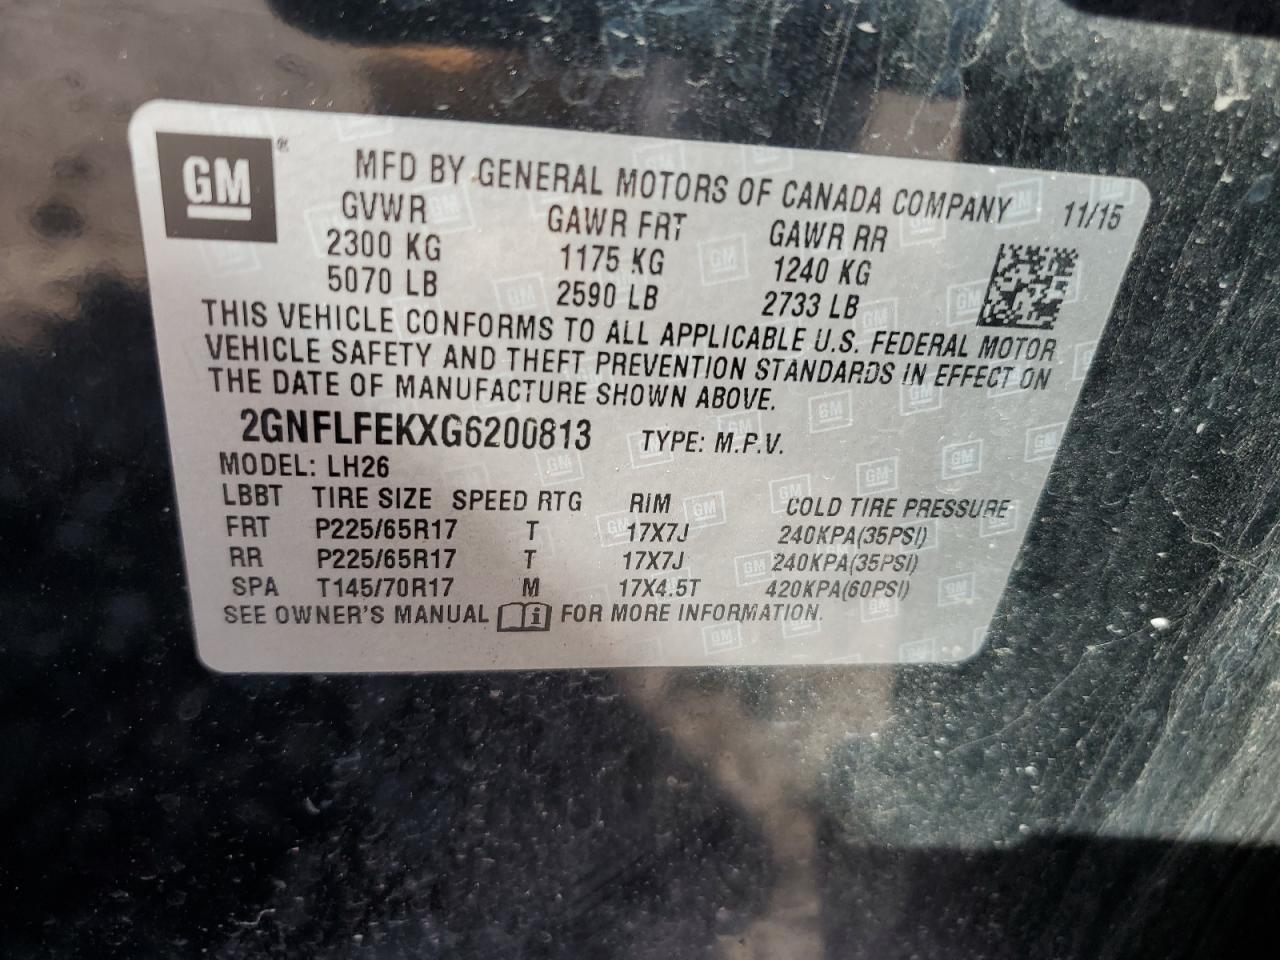 GM®
MFD BY GENERAL MOTORS OF CANADA COMPANY 11/15
GVWR GAWR FRT GAWR RR
2300 KG 1175 KG 1240 KG
5070 LB 2590 LB 2733 LB
THIS VEHICLE CONFORMS TO ALL APPLICABLE U.S. FEDERAL MOTOR
VEHICLE SAFETY AND THEFT PREVENTION STANDARDS IN EFFECT ON
THE DATE OF MANUFACTURE SHOWN ABOVE.
2GNFLFEKXG6200813 TYPE: M.P.V.
MODEL: LH26
LBBT TIRE SIZE SPEED RTG RIM COLD TIRE PRESSURE
FRT P225/65R17 T 17X7J 240KPA(35PSI)
RR P225/65R17 T 17X7J 240KPA(35PSI)
SPA T145/70R17 M 17X4.5T 420KPA(60PSI)
SEE OWNER'S MANUAL i FOR MORE INFORMATION.